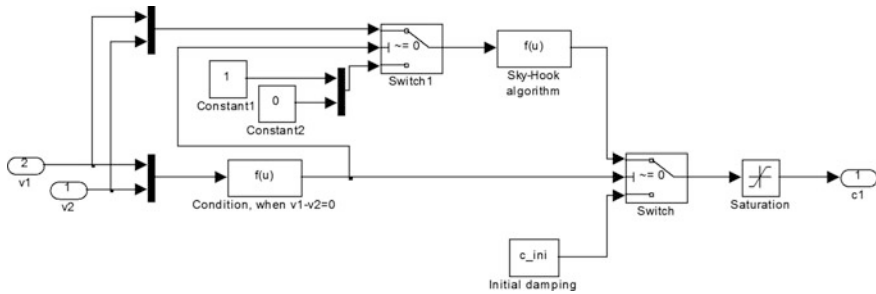 ~= 0
Switch1
f(u)
Sky-Hook
algorithm
1
Constant1
0
Constant2
2
v1
1
v2
f(u)
Condition, when v1-v2=0
~= 0
Switch
Saturation
1
c1
c_ini
Initial damping